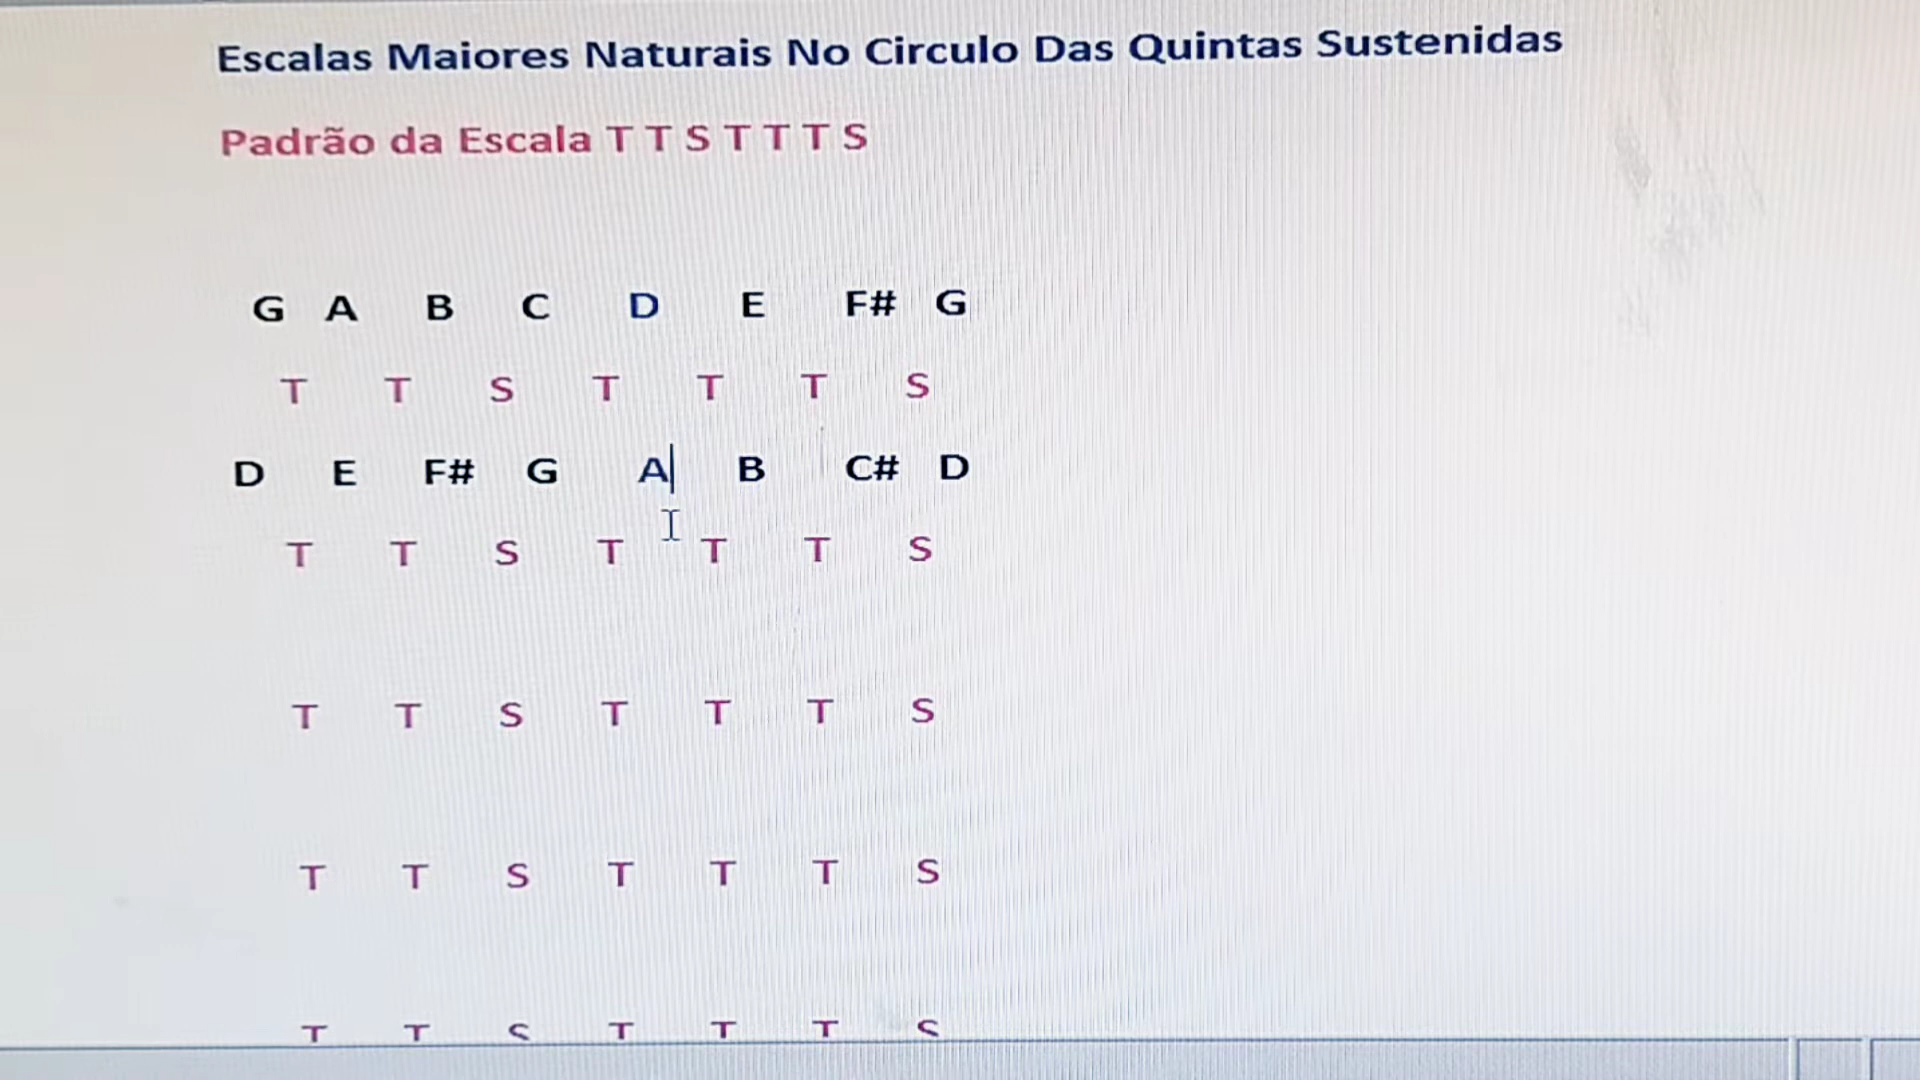 Escalas Maiores Naturais No Circulo Das Quintas Sustenidas
Padrão da Escala T T S T T T S
G A B C D E F# G
T T S T T T S
D E F# G A B C# D
T T S T T T S
T T S T T T S
T T S T T T S
T T S T T T S